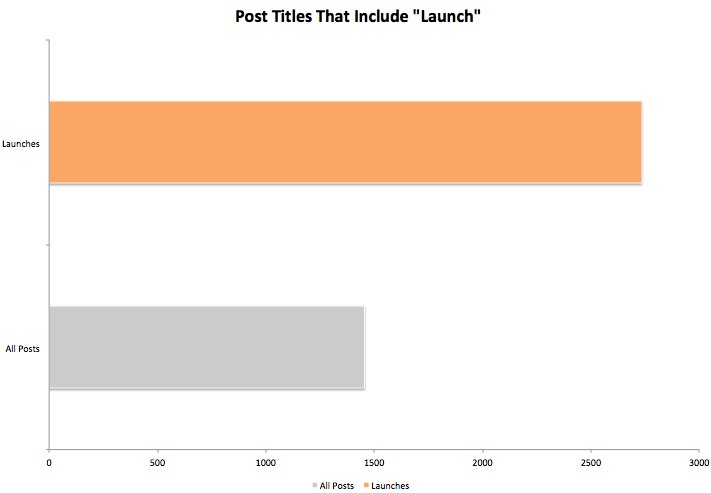 Post Titles That Include "Launch"
Launches
All Posts
0 500 1000 1500 2000 2500 3000
All Posts Launches